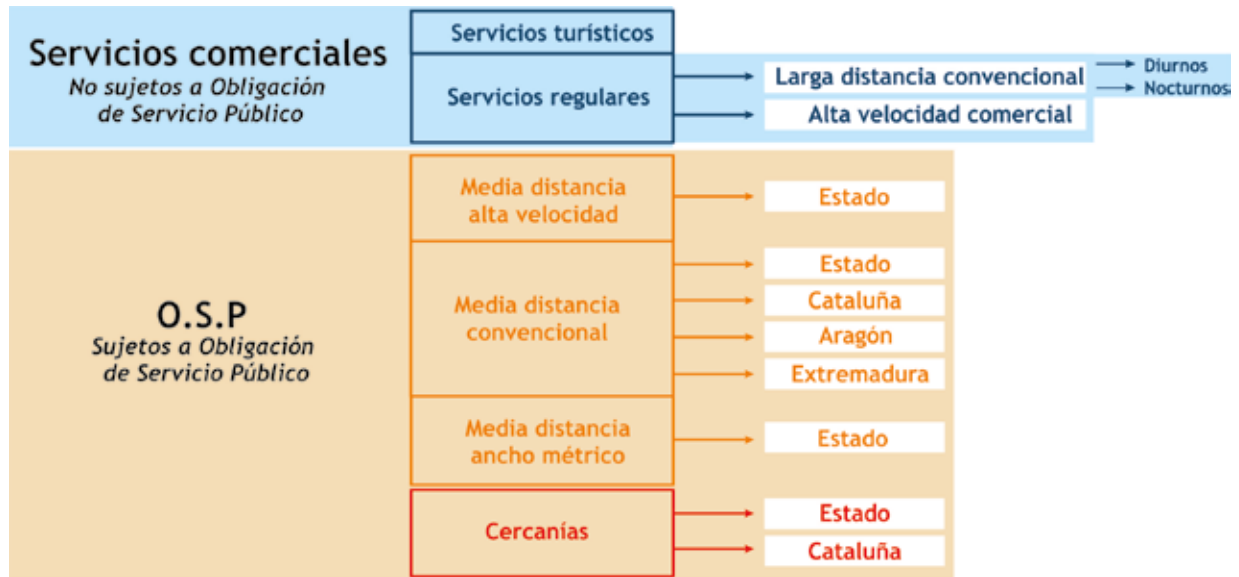 Servicios comerciales
No sujetos a Obligación
de Servicio Público
Servicios turísticos
Servicios regulares
Larga distancia convencional
Diurnos
Nocturnos
Alta velocidad comercial
O.S.P
Sujetos a Obligación
de Servicio Público
Media distancia
alta velocidad
Estado
Media distancia
convencional
Estado
Cataluña
Aragón
Extremadura
Media distancia
ancho métrico
Estado
Cercanías
Estado
Cataluña